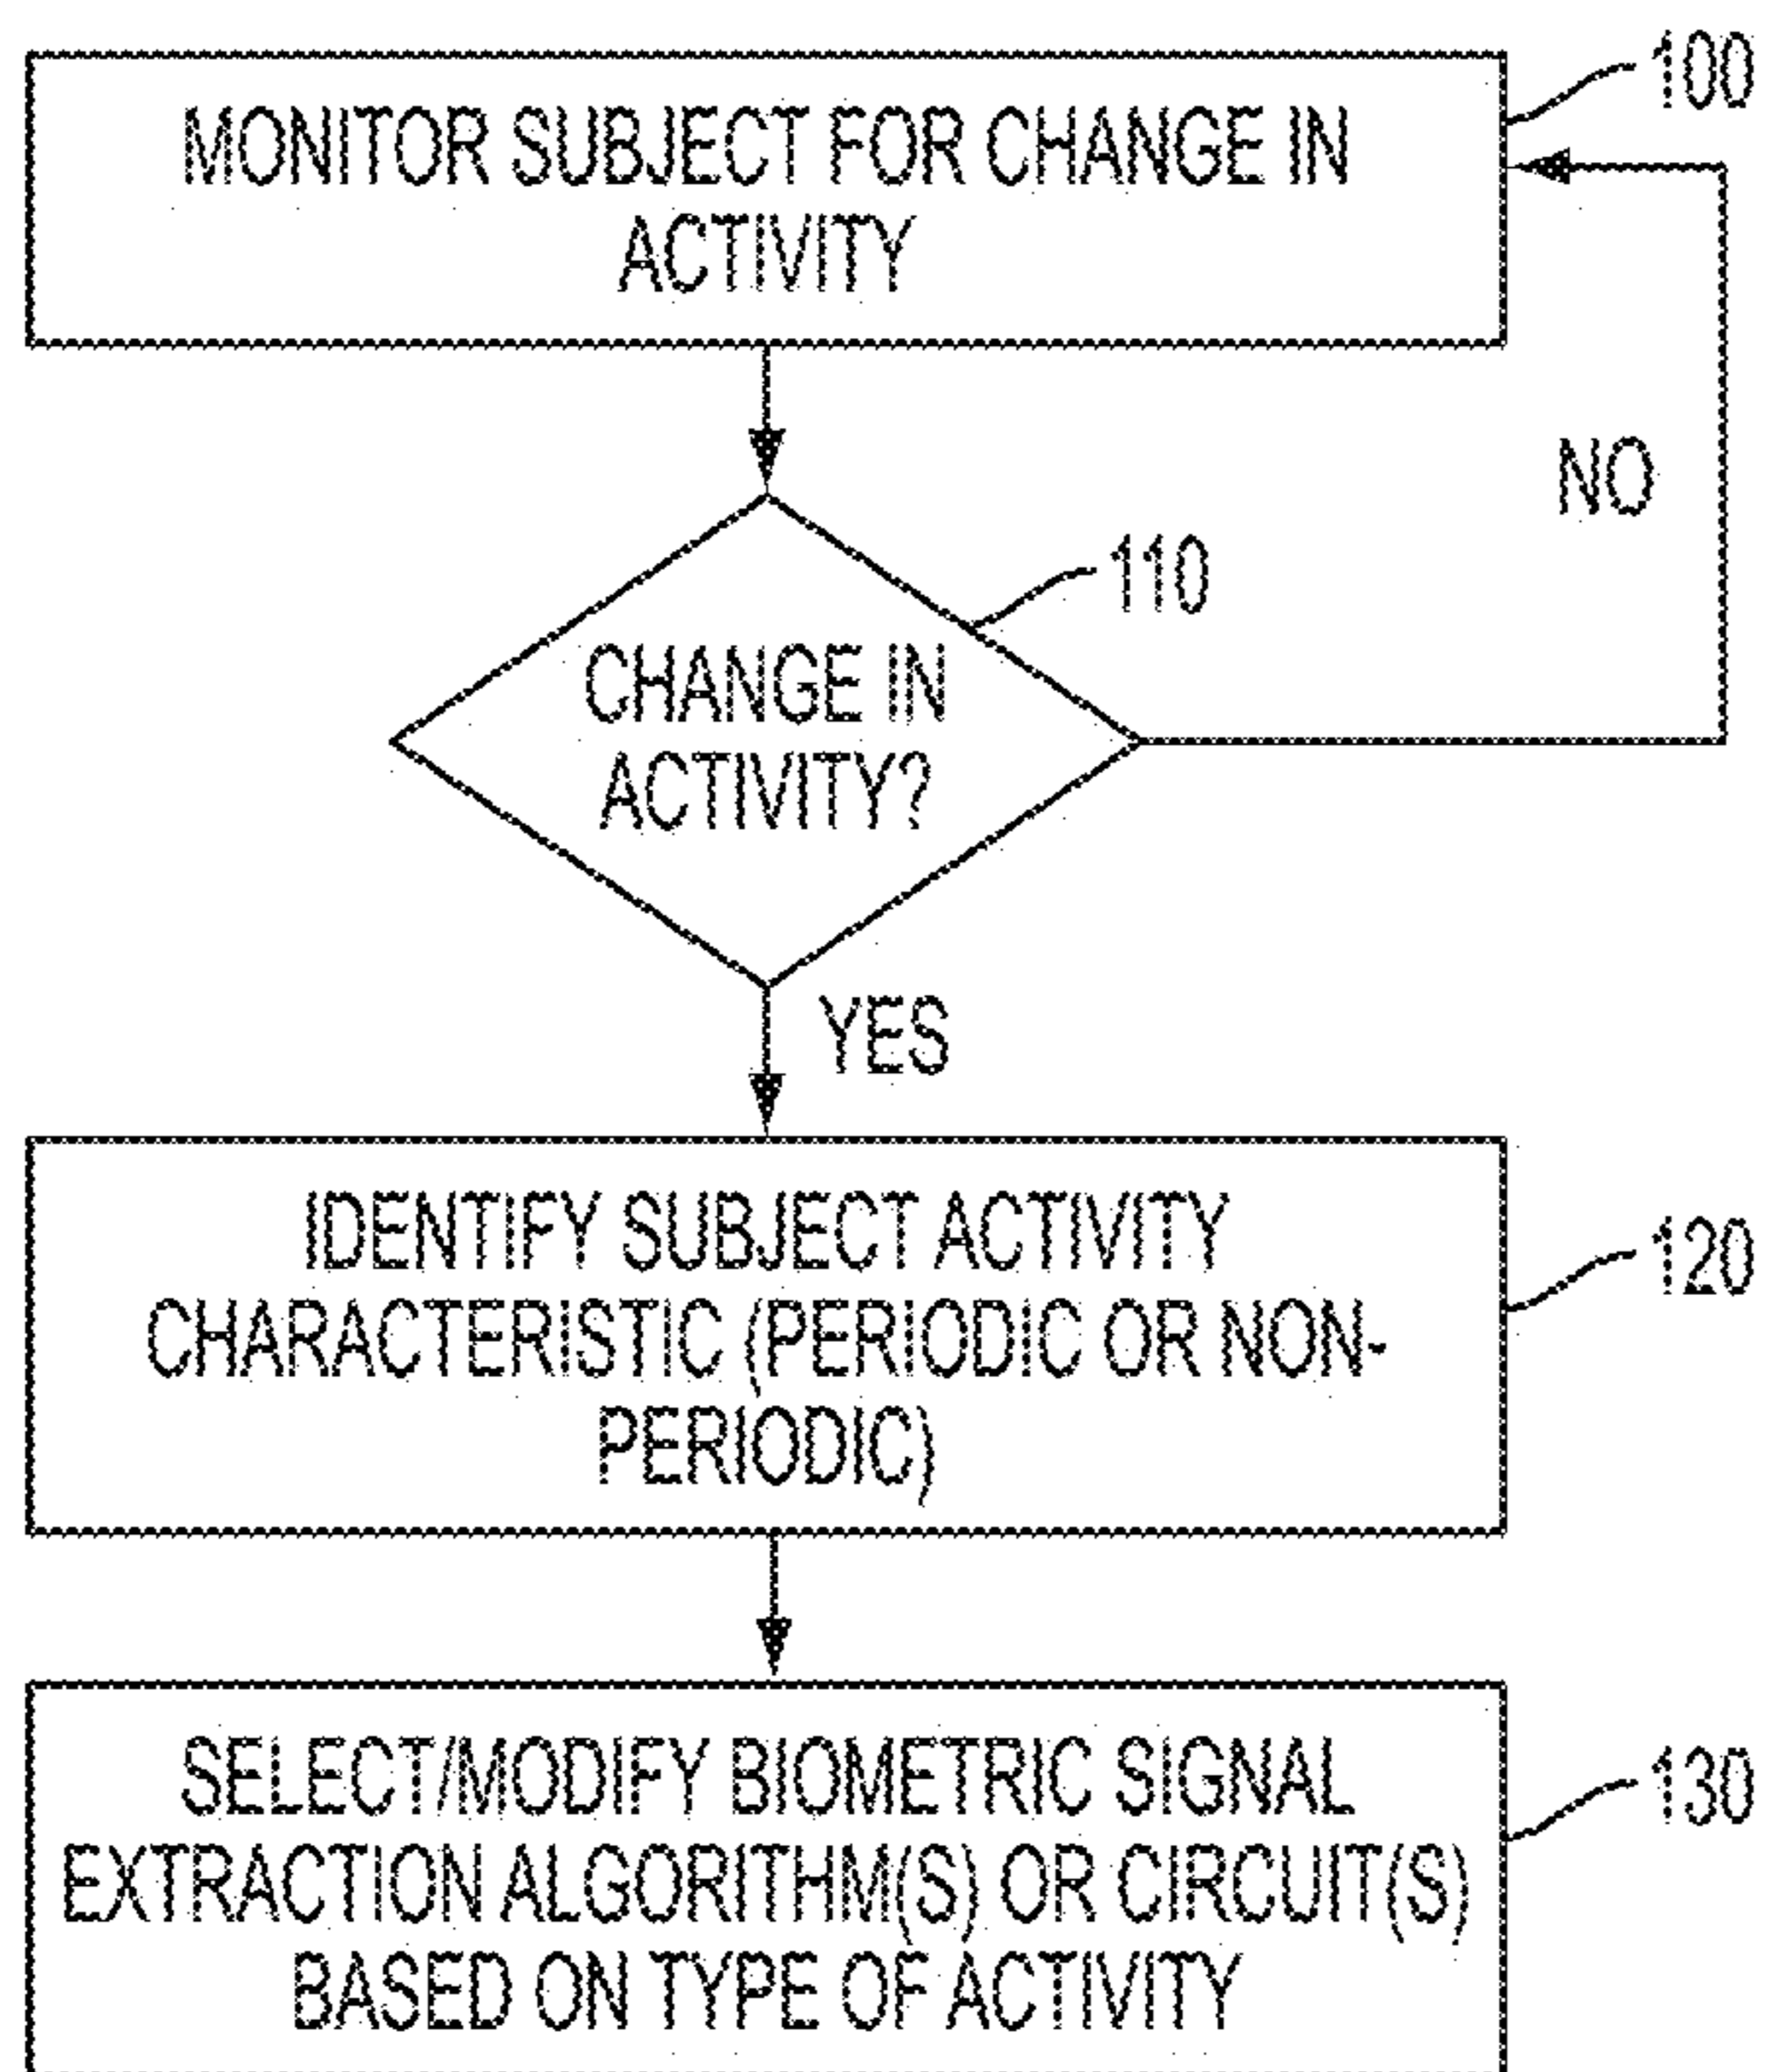 100
MONITOR SUBJECT FOR CHANGE IN
ACTIVITY
NO
110
CHANGE IN
ACTIVITY?
YES
IDENTIFY SUBJECT ACTIVITY
CHARACTERISTIC (PERIODIC OR NON-
PERIODIC)
120
SELECT/MODIFY BIOMETRIC SIGNAL
EXTRACTION ALGORITHM(S) OR CIRCUIT(S)
BASED ON TYPE OF ACTIVITY
130